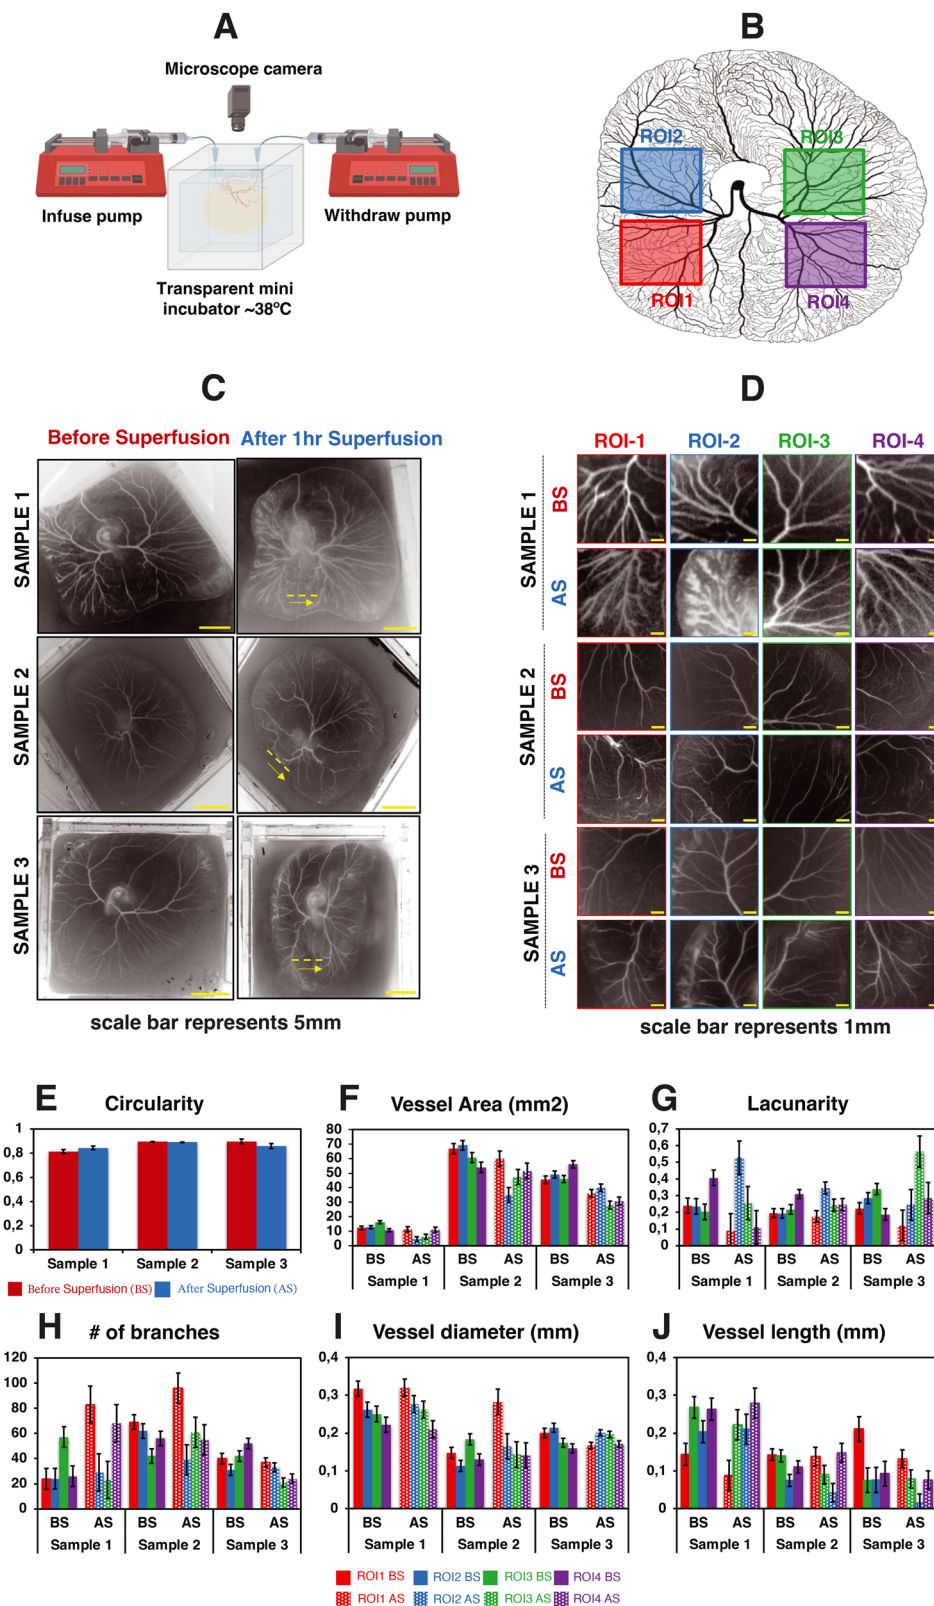 A
Microscope camera
Infuse pump
Withdraw pump
Transparent mini
incubator ~38ºC
B
ROI2
ROI3
ROI1
ROI4
C
Before Superfusion
After 1hr Superfusion
SAMPLE 1
SAMPLE 2
SAMPLE 3
scale bar represents 5mm
D
ROI-1 ROI-2 ROI-3 ROI-4
SAMPLE 1
BS
AS
SAMPLE 2
BS
AS
SAMPLE 3
BS
AS
scale bar represents 1mm
E
Circularity
1
0,8
0,6
0,4
0,2
0
Sample 1 Sample 2 Sample 3
Before Superfusion (BS) After Superfusion (AS)
F
Vessel Area (mm2)
80
70
60
50
40
30
20
10
0
BS AS BS AS BS AS
Sample 1 Sample 2 Sample 3
G
Lacunarity
0,7
0,6
0,5
0,4
0,3
0,2
0,1
0
BS AS BS AS BS AS
Sample 1 Sample 2 Sample 3
H
# of branches
120
100
80
60
40
20
0
BS AS BS AS BS AS
Sample 1 Sample 2 Sample 3
I
Vessel diameter (mm)
0,4
0,3
0,2
0,1
0
BS AS BS AS BS AS
Sample 1 Sample 2 Sample 3
J
Vessel length (mm)
0,4
0,3
0,2
0,1
0
BS AS BS AS BS AS
Sample 1 Sample 2 Sample 3
ROI1 BS ROI2 BS ROI3 BS ROI4 BS
ROI1 AS ROI2 AS ROI3 AS ROI4 AS